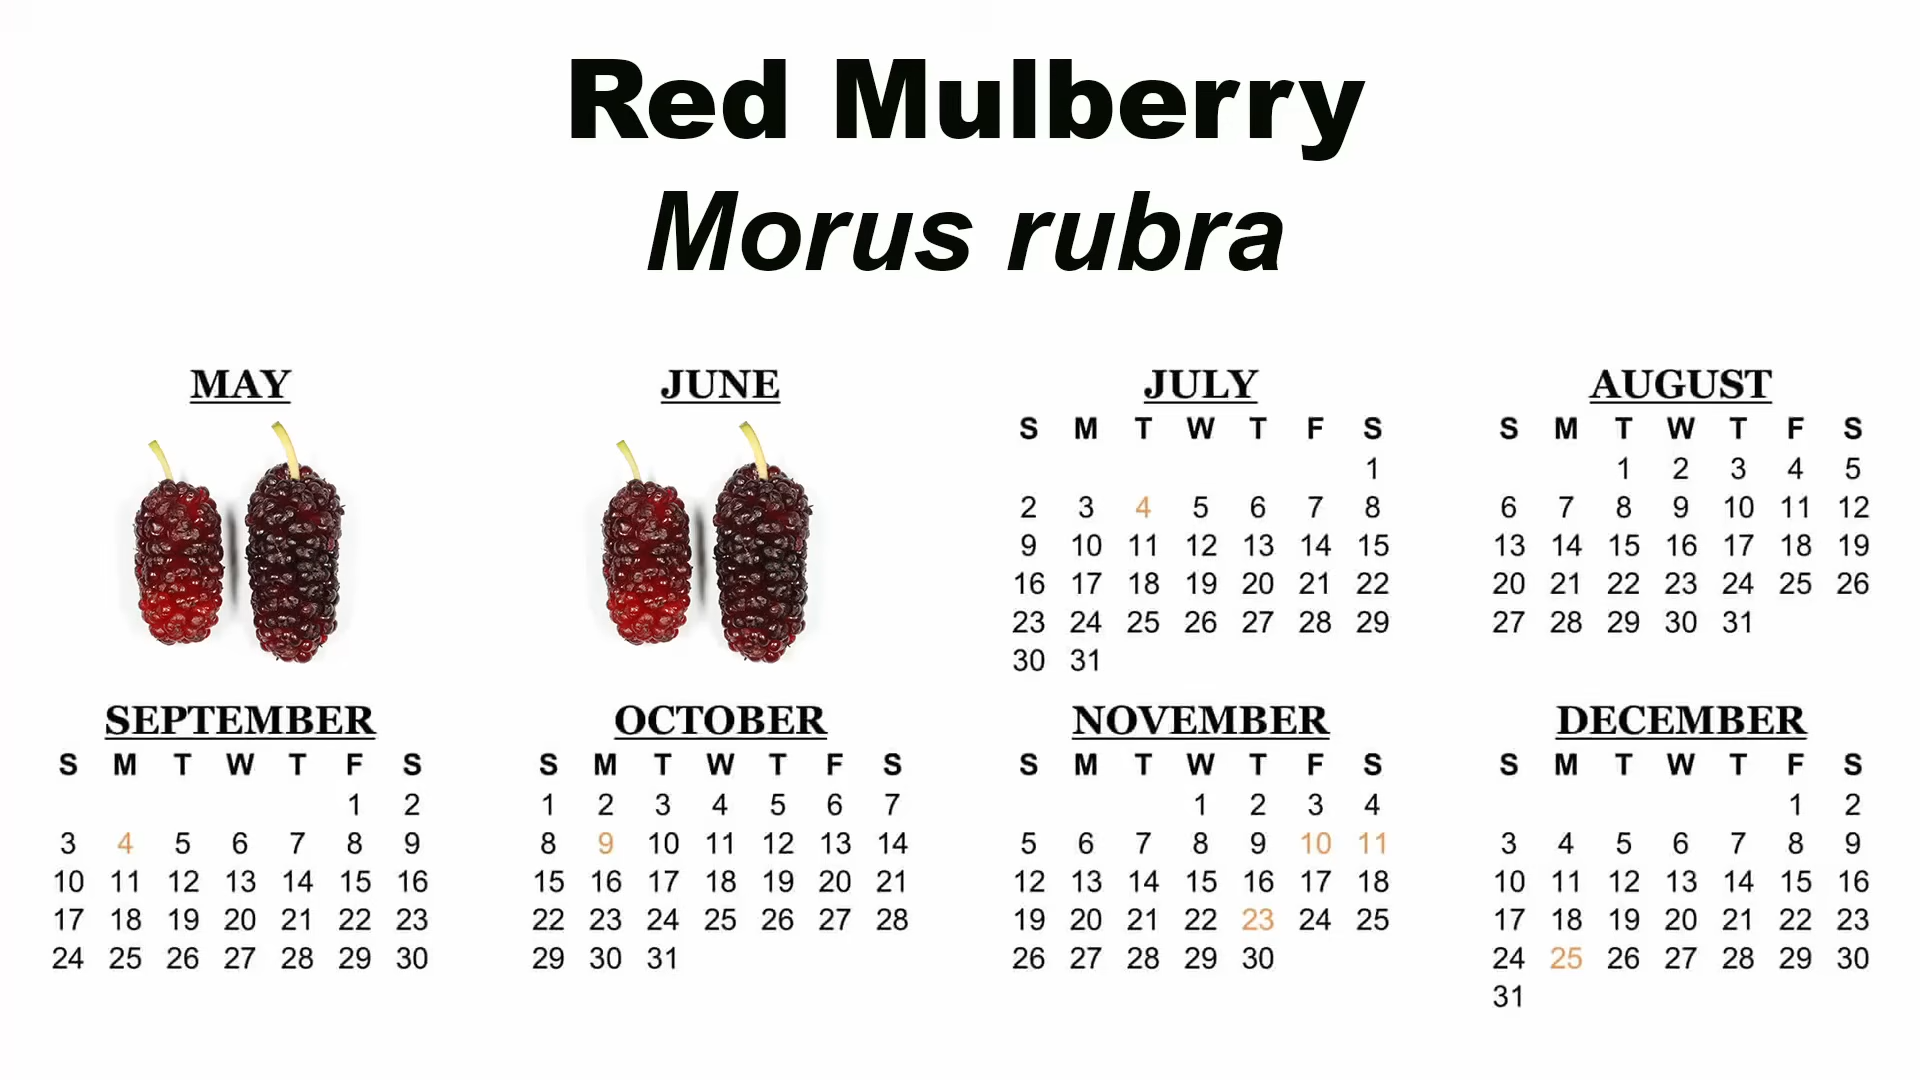 Red Mulberry
Morus rubra
MAY
JUNE
JULY
S M T W T F S
1
2 3 4 5 6 7 8
9 10 11 12 13 14 15
16 17 18 19 20 21 22
23 24 25 26 27 28 29
30 31
AUGUST
S M T W T F S
1 2 3 4 5
6 7 8 9 10 11 12
13 14 15 16 17 18 19
20 21 22 23 24 25 26
27 28 29 30 31
SEPTEMBER
S M T W T F S
1 2
3 4 5 6 7 8 9
10 11 12 13 14 15 16
17 18 19 20 21 22 23
24 25 26 27 28 29 30
OCTOBER
S M T W T F S
1 2 3 4 5 6 7
8 9 10 11 12 13 14
15 16 17 18 19 20 21
22 23 24 25 26 27 28
29 30 31
NOVEMBER
S M T W T F S
1 2 3 4
5 6 7 8 9 10 11
12 13 14 15 16 17 18
19 20 21 22 23 24 25
26 27 28 29 30
DECEMBER
S M T W T F S
1 2
3 4 5 6 7 8 9
10 11 12 13 14 15 16
17 18 19 20 21 22 23
24 25 26 27 28 29 30
31